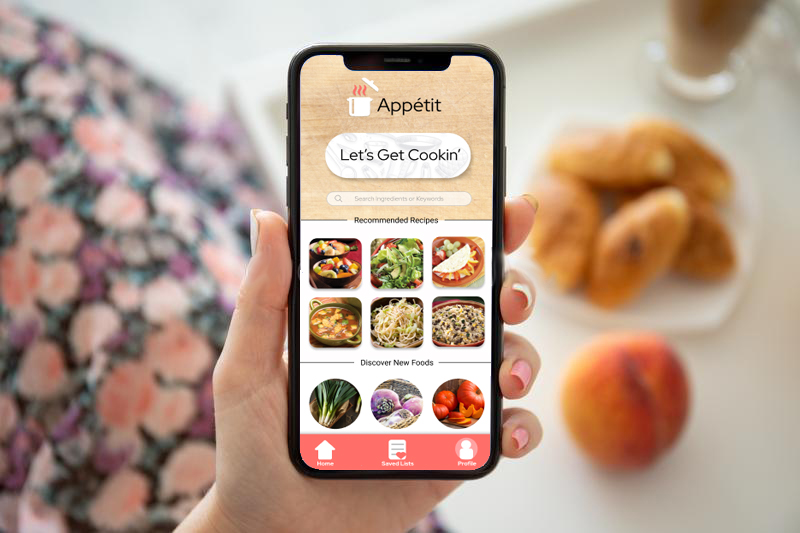 Appétit
Let's Get Cookin'
Search Ingredients or Keywords
Recommended Recipes
Discover New Foods
Home
Saved Lists
Profile